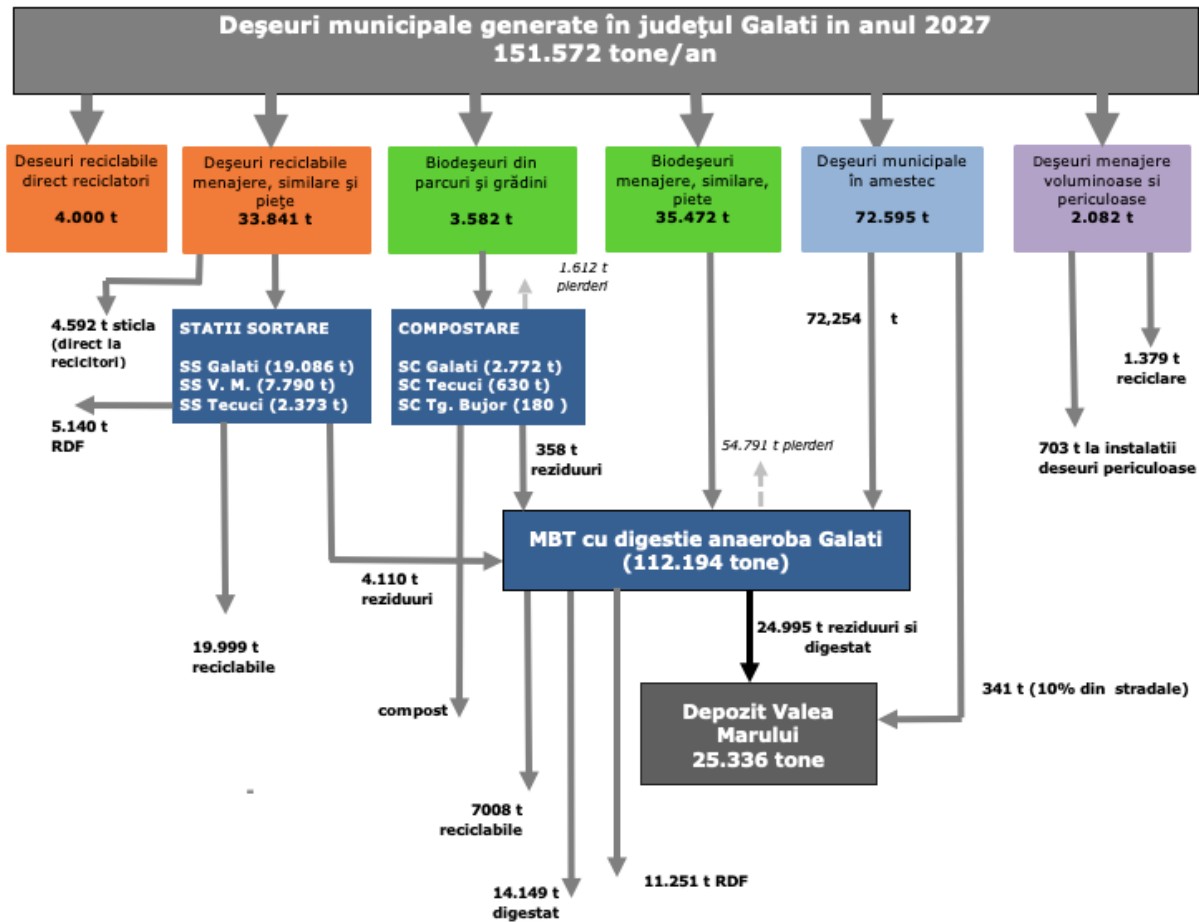 Deşeuri municipale generate în judeţul Galati in anul 2027
151.572 tone/an
Deseuri reciclabile
direct reciclatori
4.000 t
Deşeuri reciclabile
menajere, similare şi
pieţe
33.841 t
Biodeşeuri din
parcuri şi grădini
3.582 t
Biodeşeuri
menajere, similare,
piete
35.472 t
Deşeuri municipale
în amestec
72.595 t
Deşeuri menajere
voluminoase si
periculoase
2.082 t
1.612 t
pierderi
4.592 t sticla
(direct la
recicitori)
STATII SORTARE
SS Galati (19.086 t)
SS V. M. (7.790 t)
SS Tecuci (2.373 t)
COMPOSTARE
SC Galati (2.772 t)
SC Tecuci (630 t)
SC Tg. Bujor (180 )
72,254 t
1.379 t
reciclare
5.140 t
RDF
358 t
reziduuri
54.791 t pierderi
703 t la instalatii
deseuri periculoase
MBT cu digestie anaeroba Galati
(112.194 tone)
4.110 t
reziduuri
19.999 t
reciclabile
24.995 t reziduuri si
digestat
compost
341 t (10% din stradale)
Depozit Valea
Marului
25.336 tone
-
7008 t
reciclabile
14.149 t
digestat
11.251 t RDF